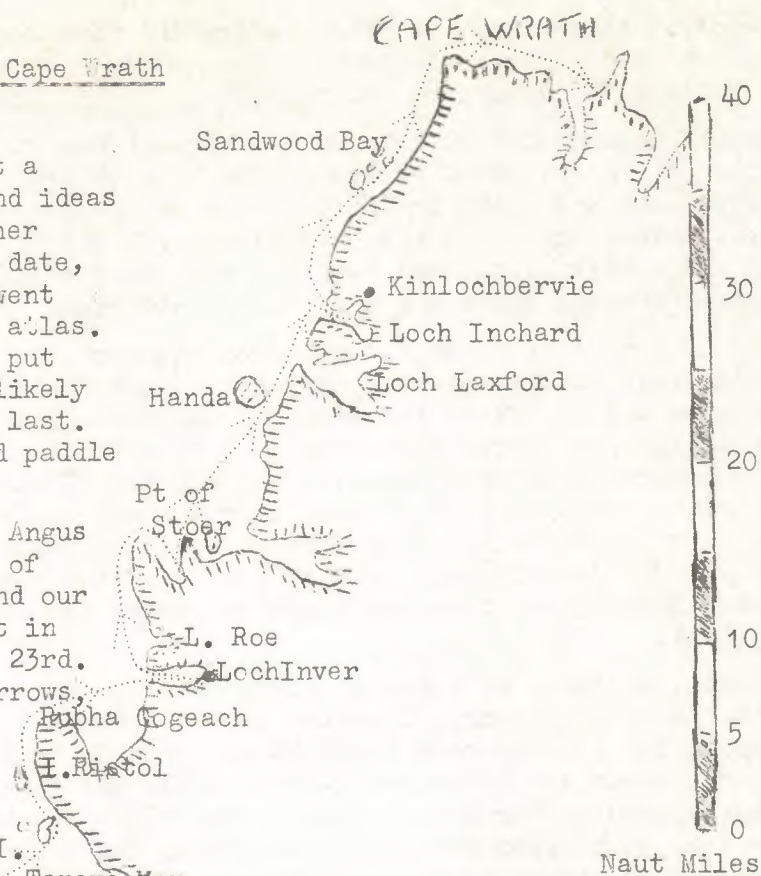 CAPE WRATH
Cape Wrath
t a
nd ideas
her
date,
went
atlas.
put
likely
last.
d paddle
Angus
of
nd our
t in
23rd.
rrows,
Sandwood Bay
Kinlochbervie
Loch Inchard
Loch Laxford
Handa
Pt of
Stoer
L. Roe
LochInver
Rubha Cogeach
I.Ristol
I.
40
30
20
10
5
0
Naut Miles